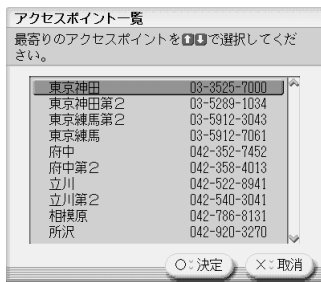 アクセスポイント一覧
最寄りのアクセスポイントを⬆⬇で選択してくだ
さい。
東京神田 03-3525-7000
東京神田第2 03-5289-1034
東京練馬第2 03-5912-3043
東京練馬 03-5912-7061
府中 042-352-7452
府中第2 042-358-4013
立川 042-522-8941
立川第2 042-540-3041
相模原 042-786-8131
所沢 042-920-3270
○:決定 ×:取消